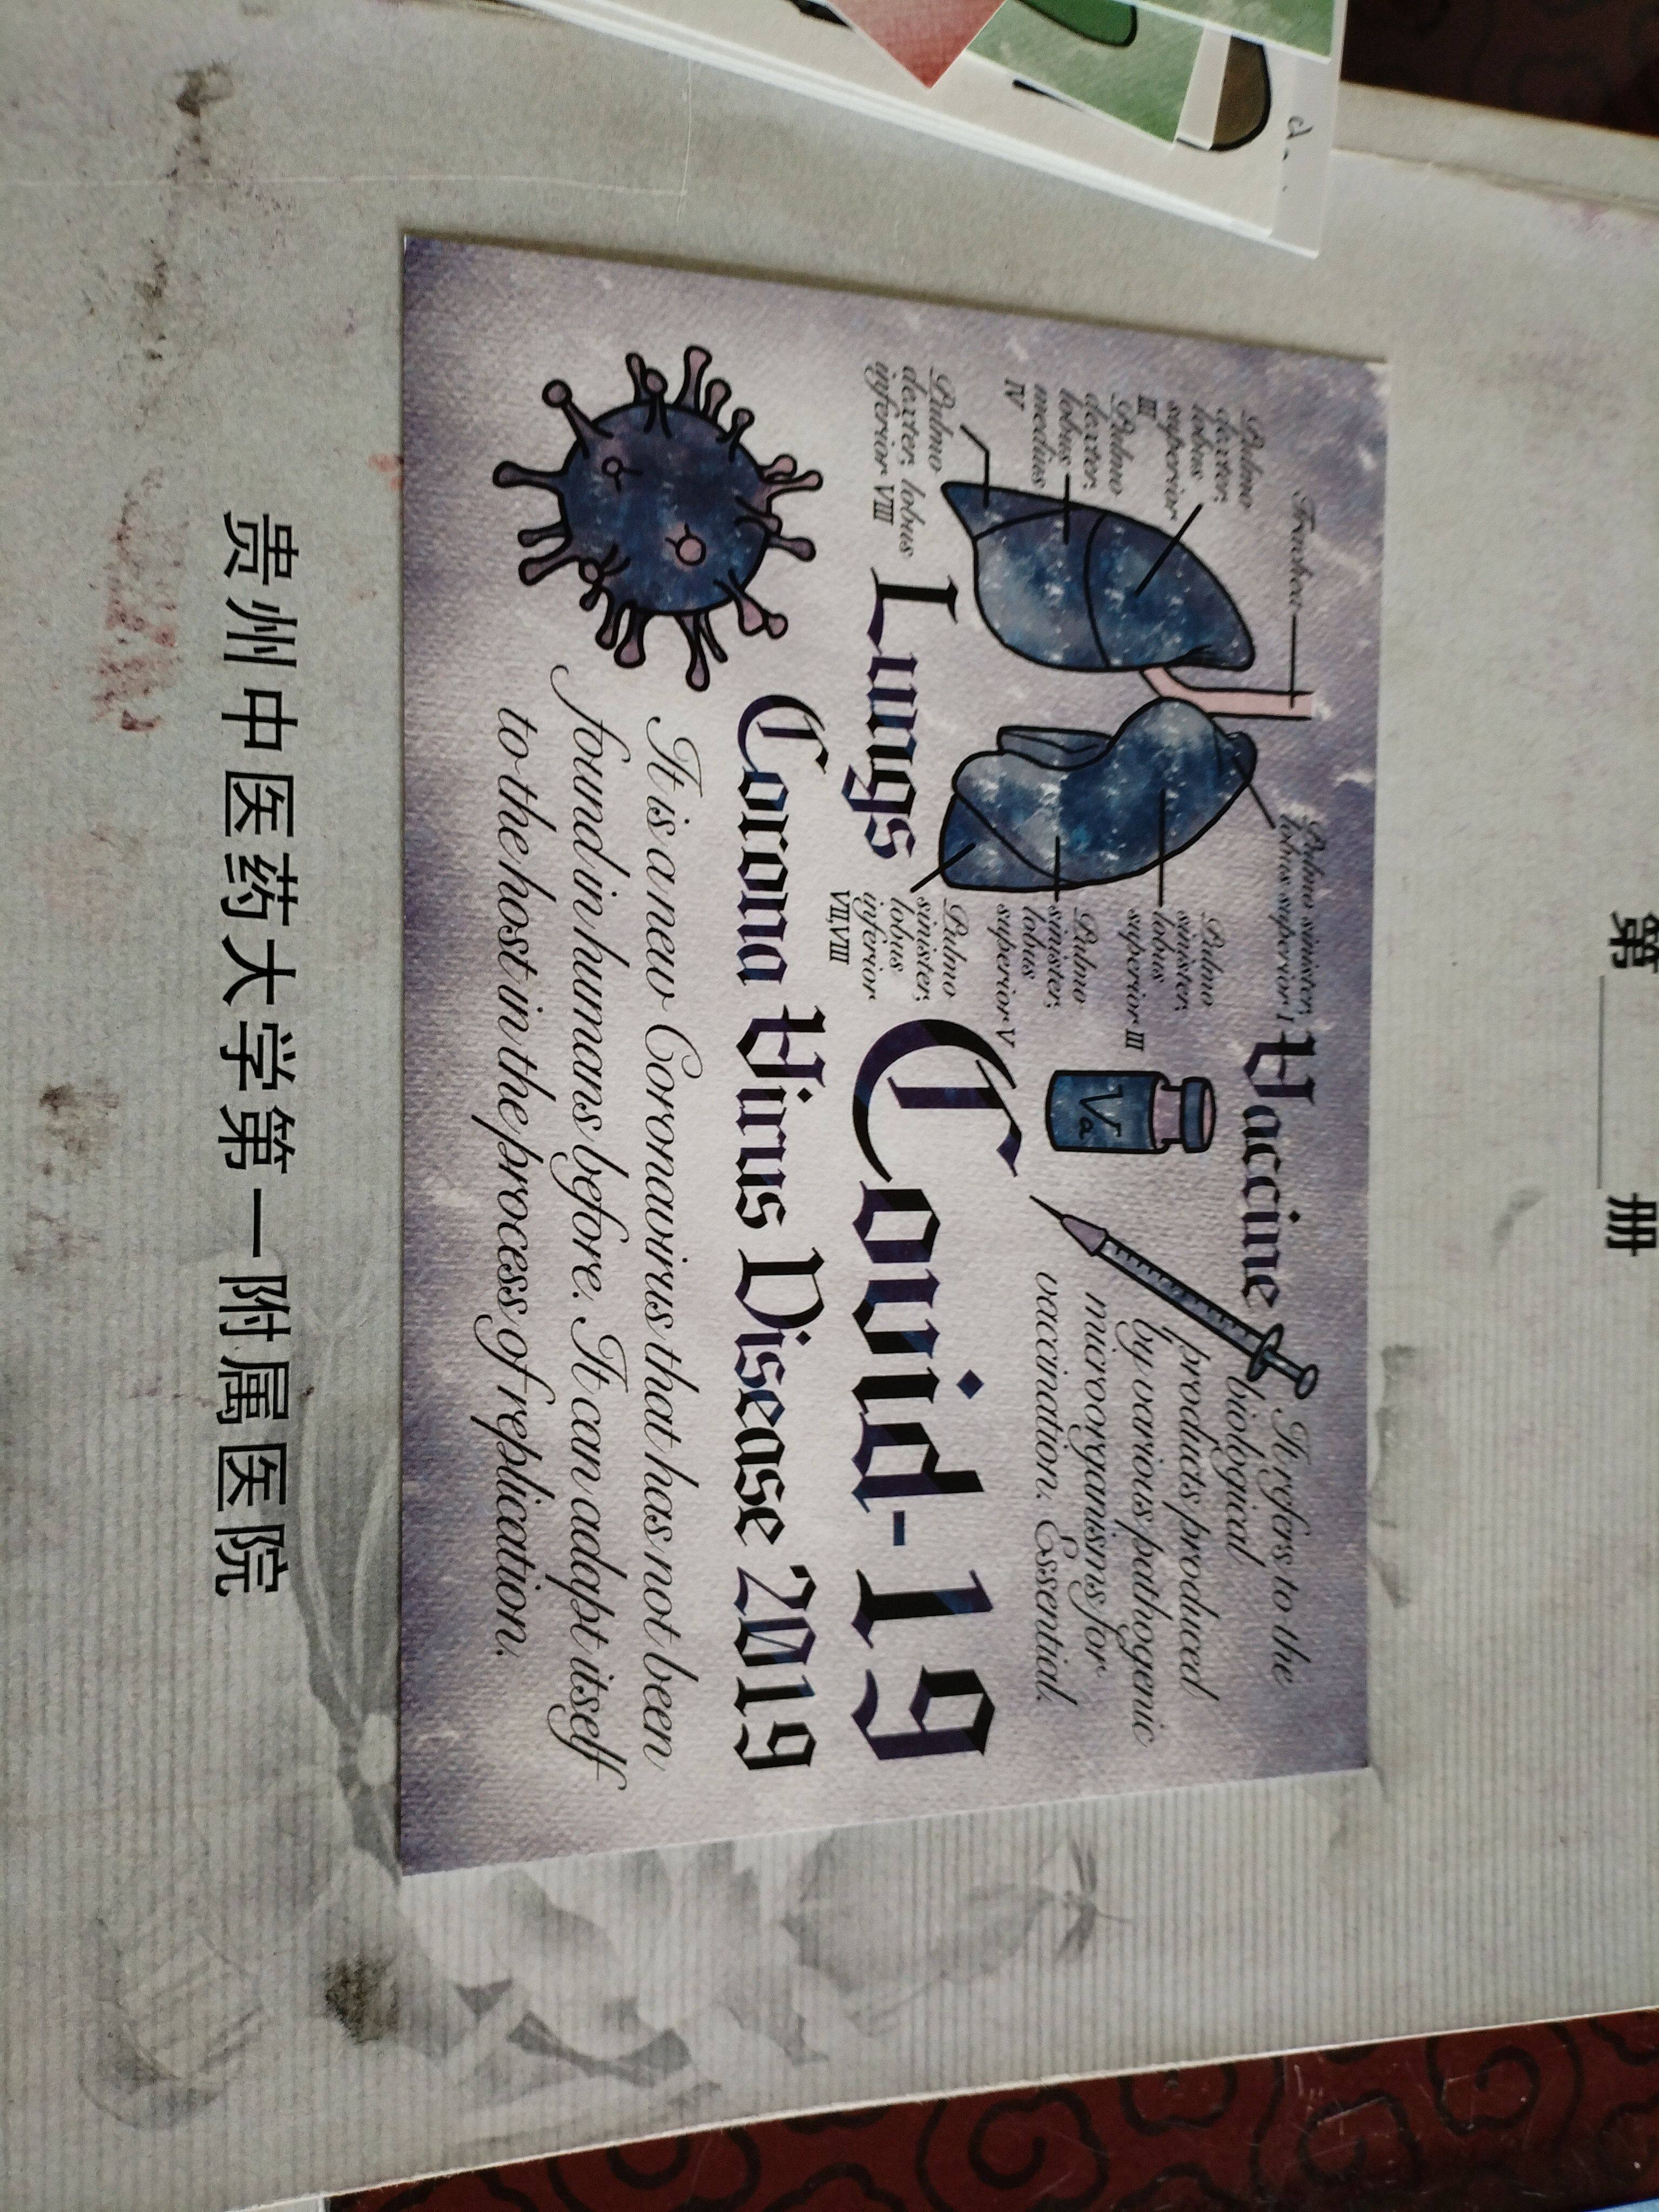 第 册
Trachea
Pulmo
dexter,
lobus
superior
III
Pulmo
dexter,
lobus
medius
IV
Pulmo
dexter, lobus
inferior VIII
Pulmo sinister,
lobus superior I
Pulmo
sinister,
lobus
superior III
Pulmo
sinister,
lobus
superior V
Pulmo
sinister,
lobus
inferior
VII,VIII
Lungs
Vaccine
Va
It refers to the
biological
products produced
by various pathogenic
microorganisms for
vaccination. Essential.
Covid-19
Corona Virus Disease 2019
It is a new Coronavirus that has not been
found in humans before. It can adapt itself
to the host in the process of replication.
贵州中医药大学第一附属医院